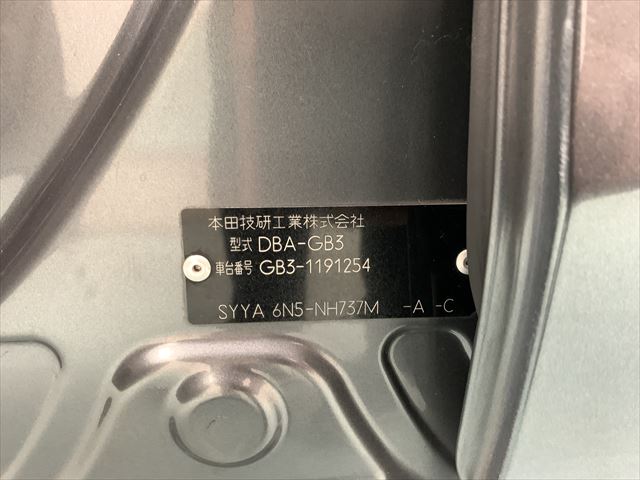 本田技研工業株式会社
型式 DBA-GB3
車台番号 GB3-1191254
SYYA 6N5-NH737M -A -C